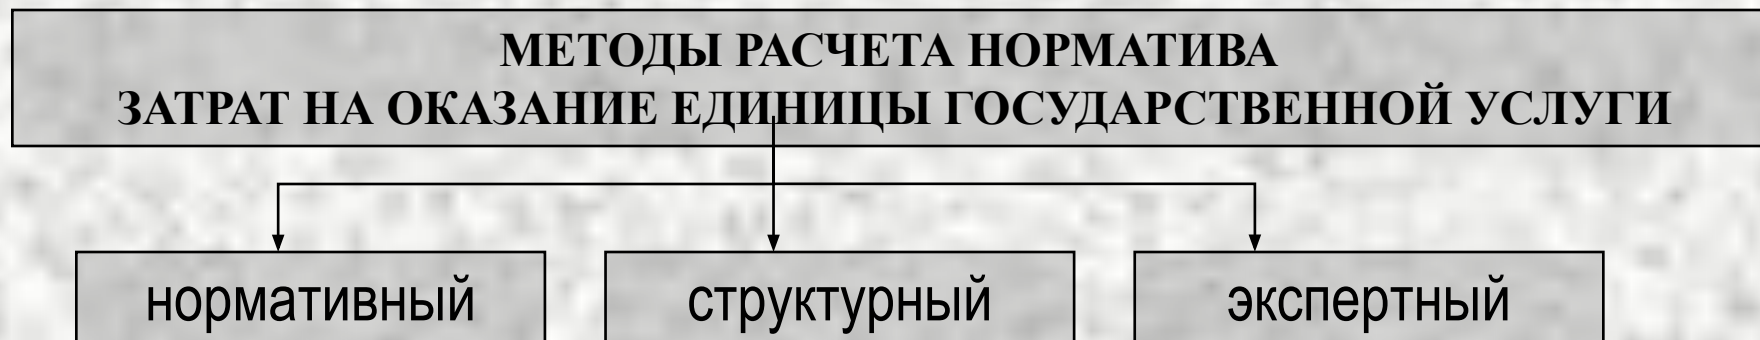 МЕТОДЫ РАСЧЕТА НОРМАТИВА
ЗАТРАТ НА ОКАЗАНИЕ ЕДИНИЦЫ ГОСУДАРСТВЕННОЙ УСЛУГИ
нормативный
структурный
экспертный